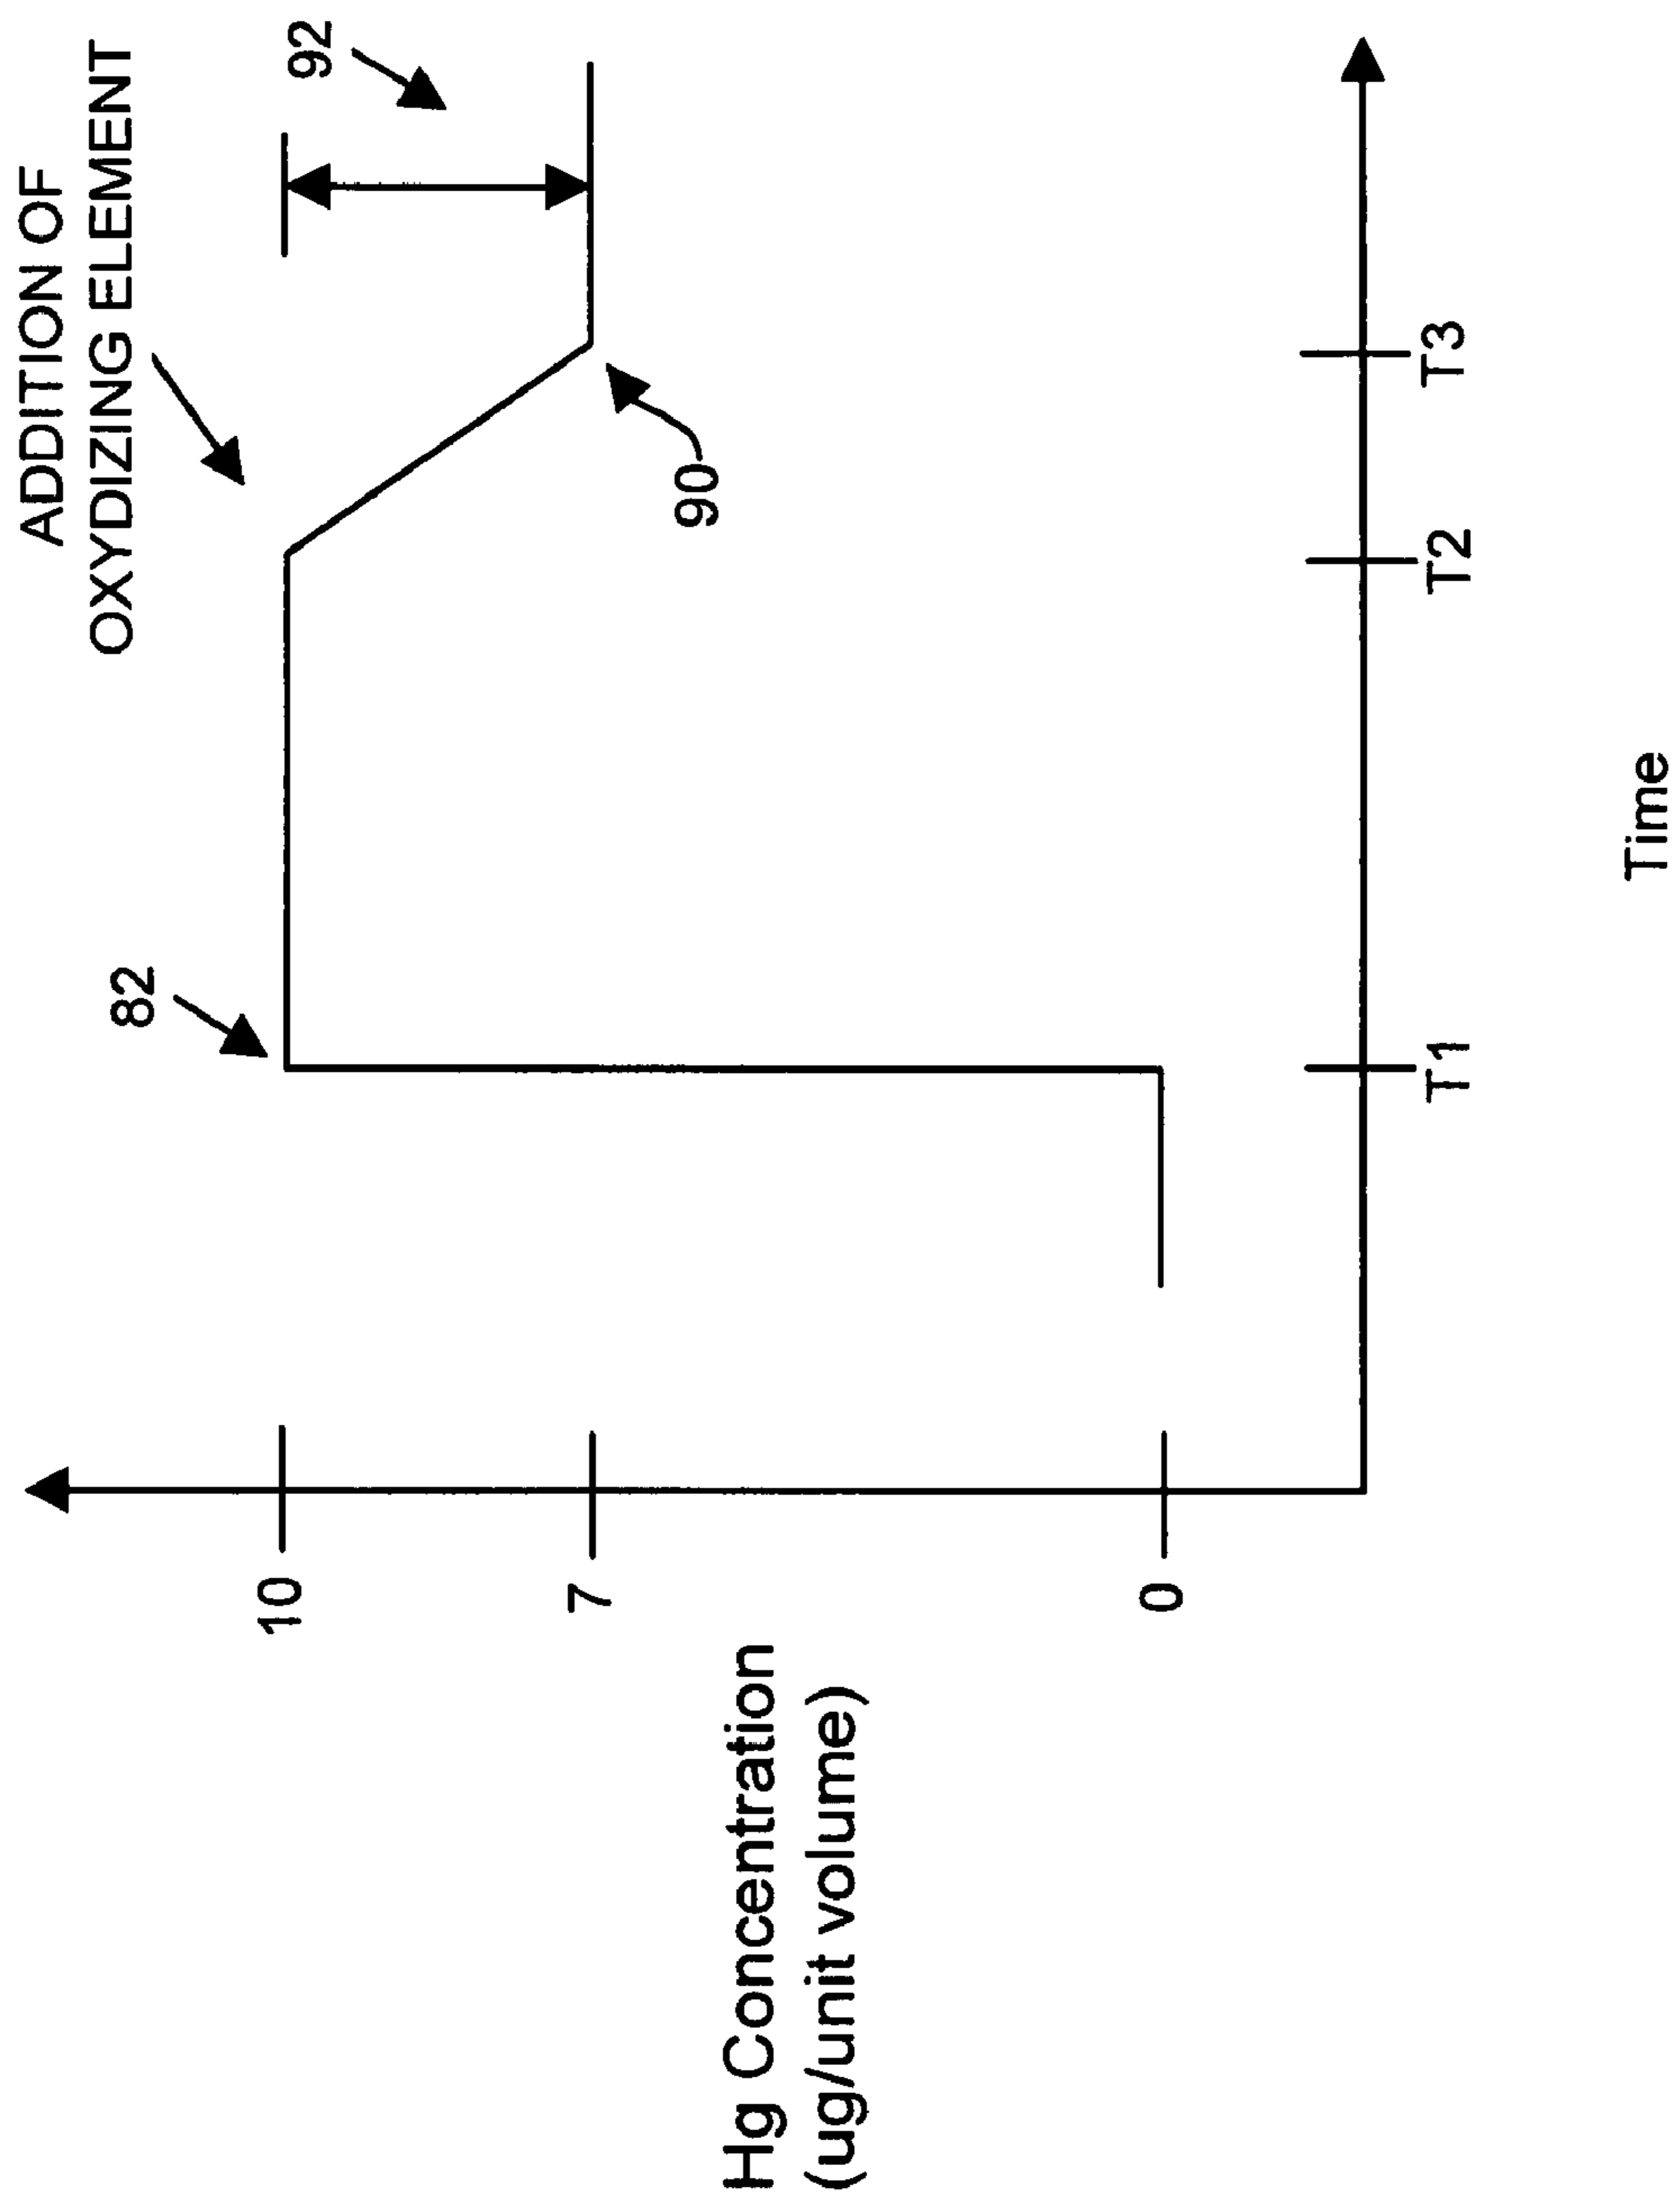 ADDITION OF
OXYDIZING ELEMENT
92
82
90
10
7
0
Hg Concentration
(ug/unit volume)
T1
T2
T3
Time